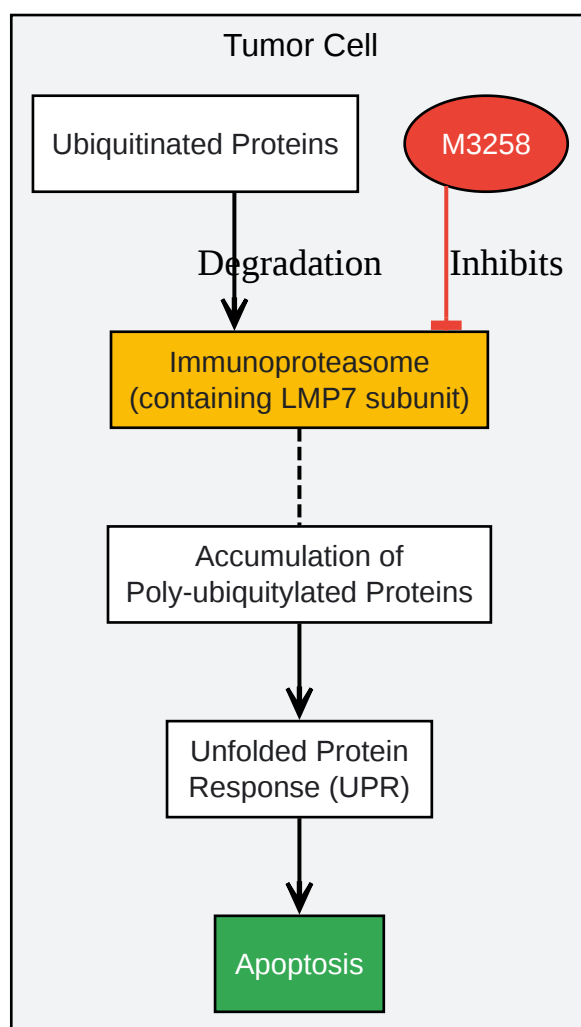 Tumor Cell
Ubiquitinated Proteins
M3258
Degradation
Inhibits
Immunoproteasome
(containing LMP7 subunit)
Accumulation of
Poly-ubiquitylated Proteins
Unfolded Protein
Response (UPR)
Apoptosis